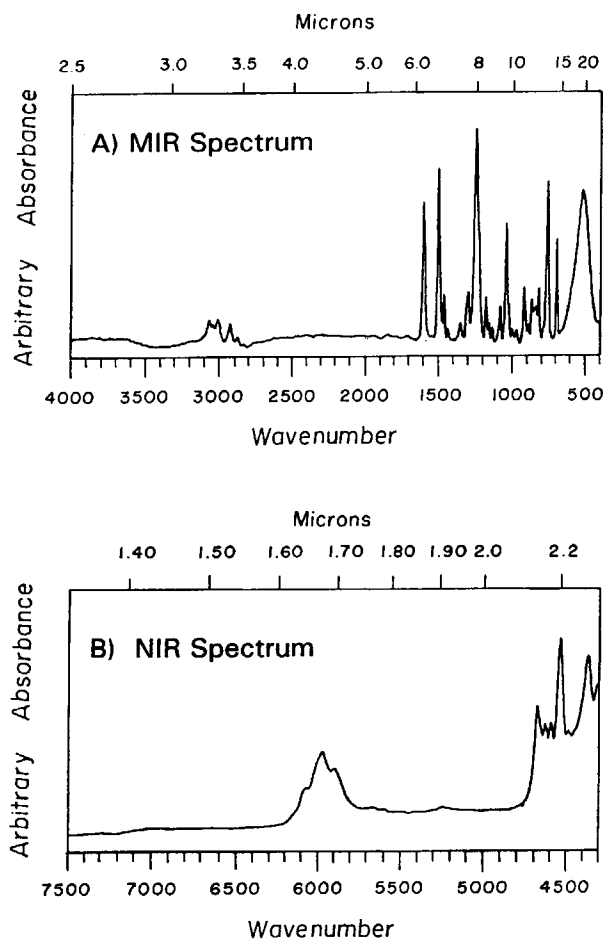 Microns
2.5 3.0 3.5 4.0 5.0 6.0 8 10 15 20
A) MIR Spectrum
Arbitrary Absorbance
4000 3500 3000 2500 2000 1500 1000 500
Wavenumber
Microns
1.40 1.50 1.60 1.70 1.80 1.90 2.0 2.2
B) NIR Spectrum
Arbitrary Absorbance
7500 7000 6500 6000 5500 5000 4500
Wavenumber